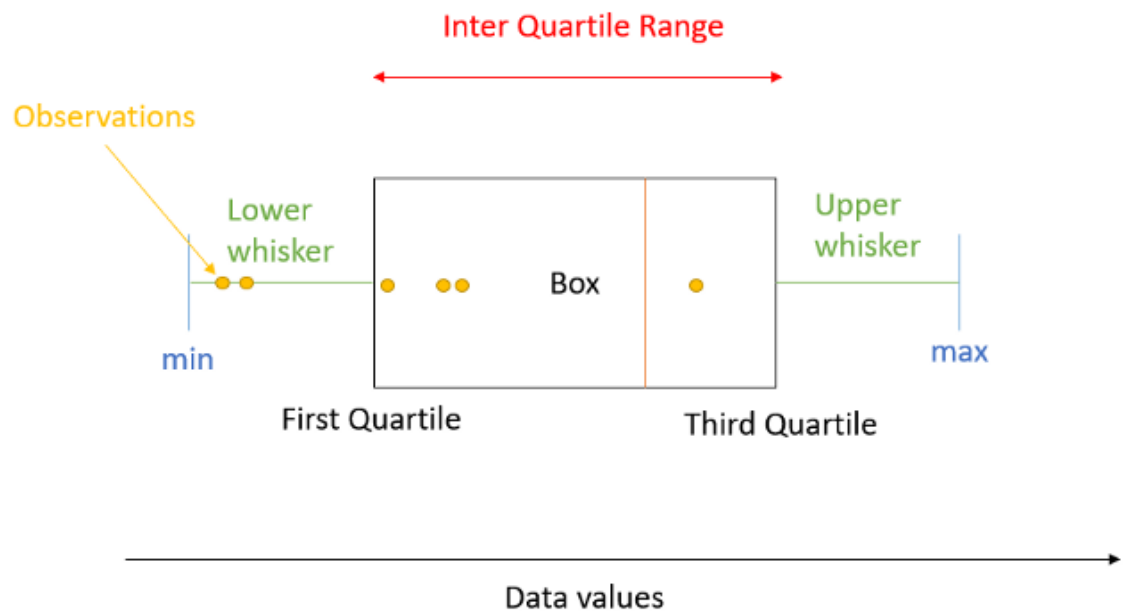 Inter Quartile Range
Observations
Lower
whisker
Upper
whisker
Box
min
max
First Quartile
Third Quartile
Data values